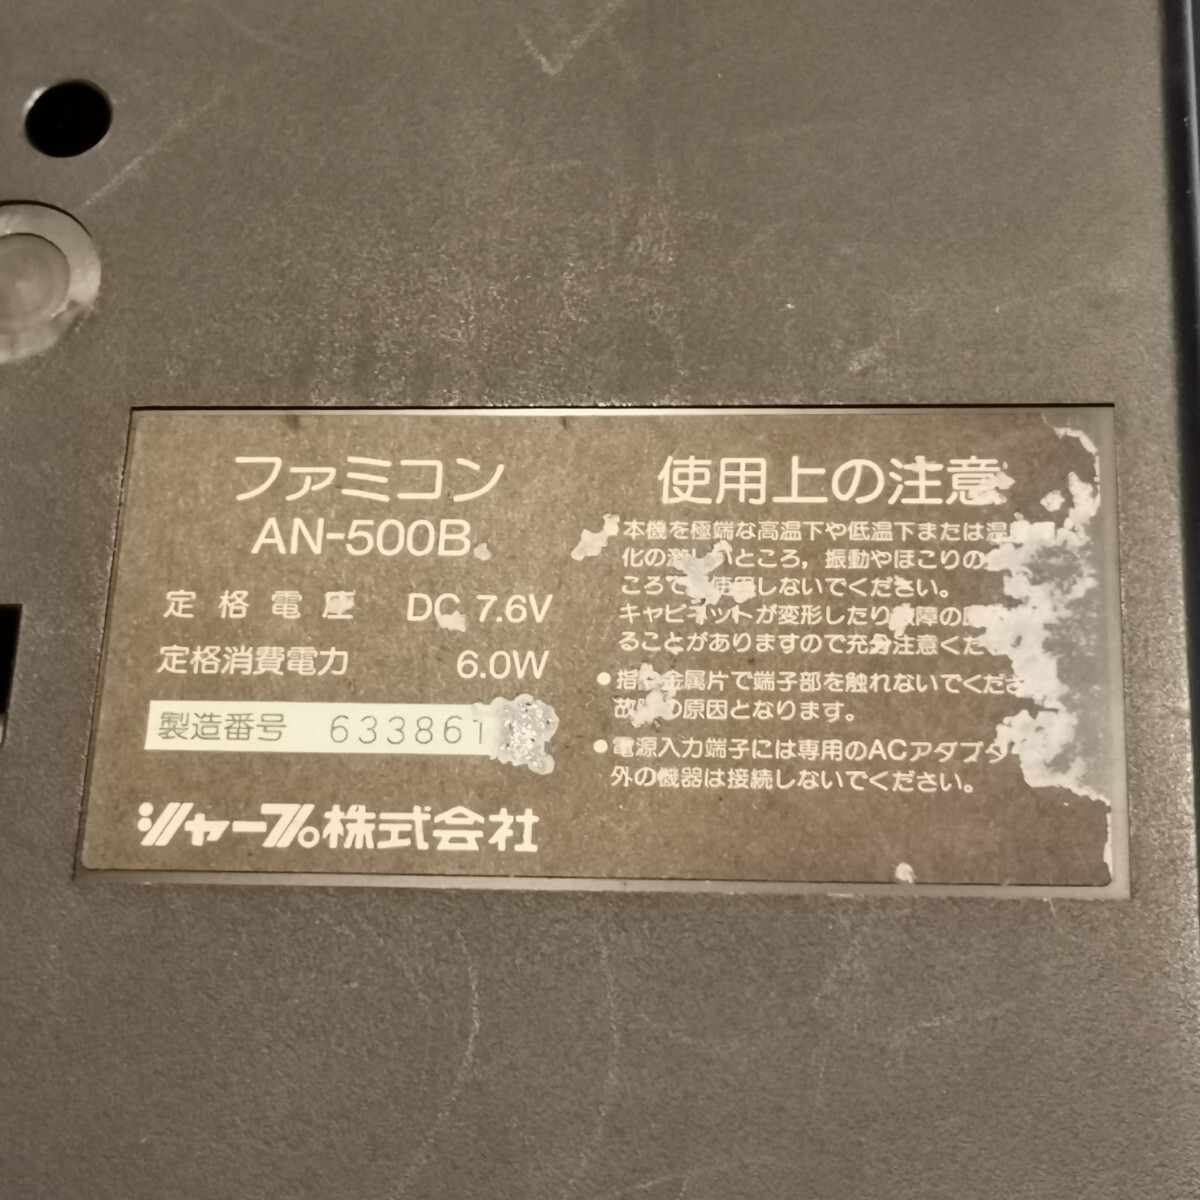 ファミコン
AN-500B
定格電圧 DC 7.6V
定格消費電力 6.0W
製造番号 633861
シャープ株式会社
使用上の注意
●本機を極端な高温下や低温下または温
化の激しいところ，振動やほこりの
ころで使用しないでください。
キャビネットが変形したり故障の原
ることがありますので充分注意くだ
●指や金属片で端子部を触れないでくださ
故障の原因となります。
●電源入力端子には専用のACアダプタ
外の機器は接続しないでください。